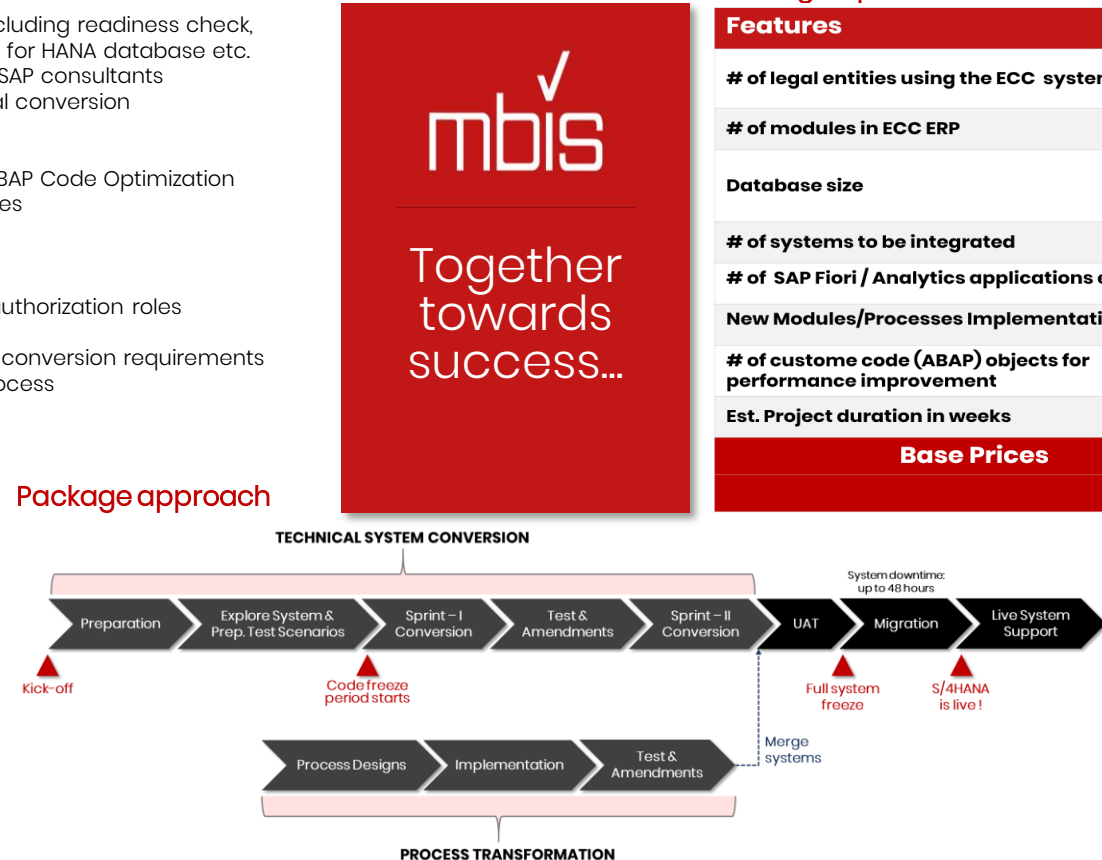 cluding readiness check,
for HANA database etc.
SAP consultants
al conversion
BAP Code Optimization
es
uthorization roles
conversion requirements
ocess
mbis
Together
towards
success...
Features
# of legal entities using the ECC system
# of modules in ECC ERP
Database size
# of systems to be integrated
# of SAP Fiori / Analytics applications e
New Modules/Processes Implementati
# of custome code (ABAP) objects for
performance improvement
Est. Project duration in weeks
Base Prices
Package approach
TECHNICAL SYSTEM CONVERSION
System downtime:
up to 48 hours
Preparation
Explore System &
Prep. Test Scenarios
Sprint – I
Conversion
Test &
Amendments
Sprint – II
Conversion
UAT
Migration
Live System
Support
Kick-off
Code freeze
period starts
Full system
freeze
S/4HANA
is live !
Process Designs
Implementation
Test &
Amendments
Merge
systems
PROCESS TRANSFORMATION